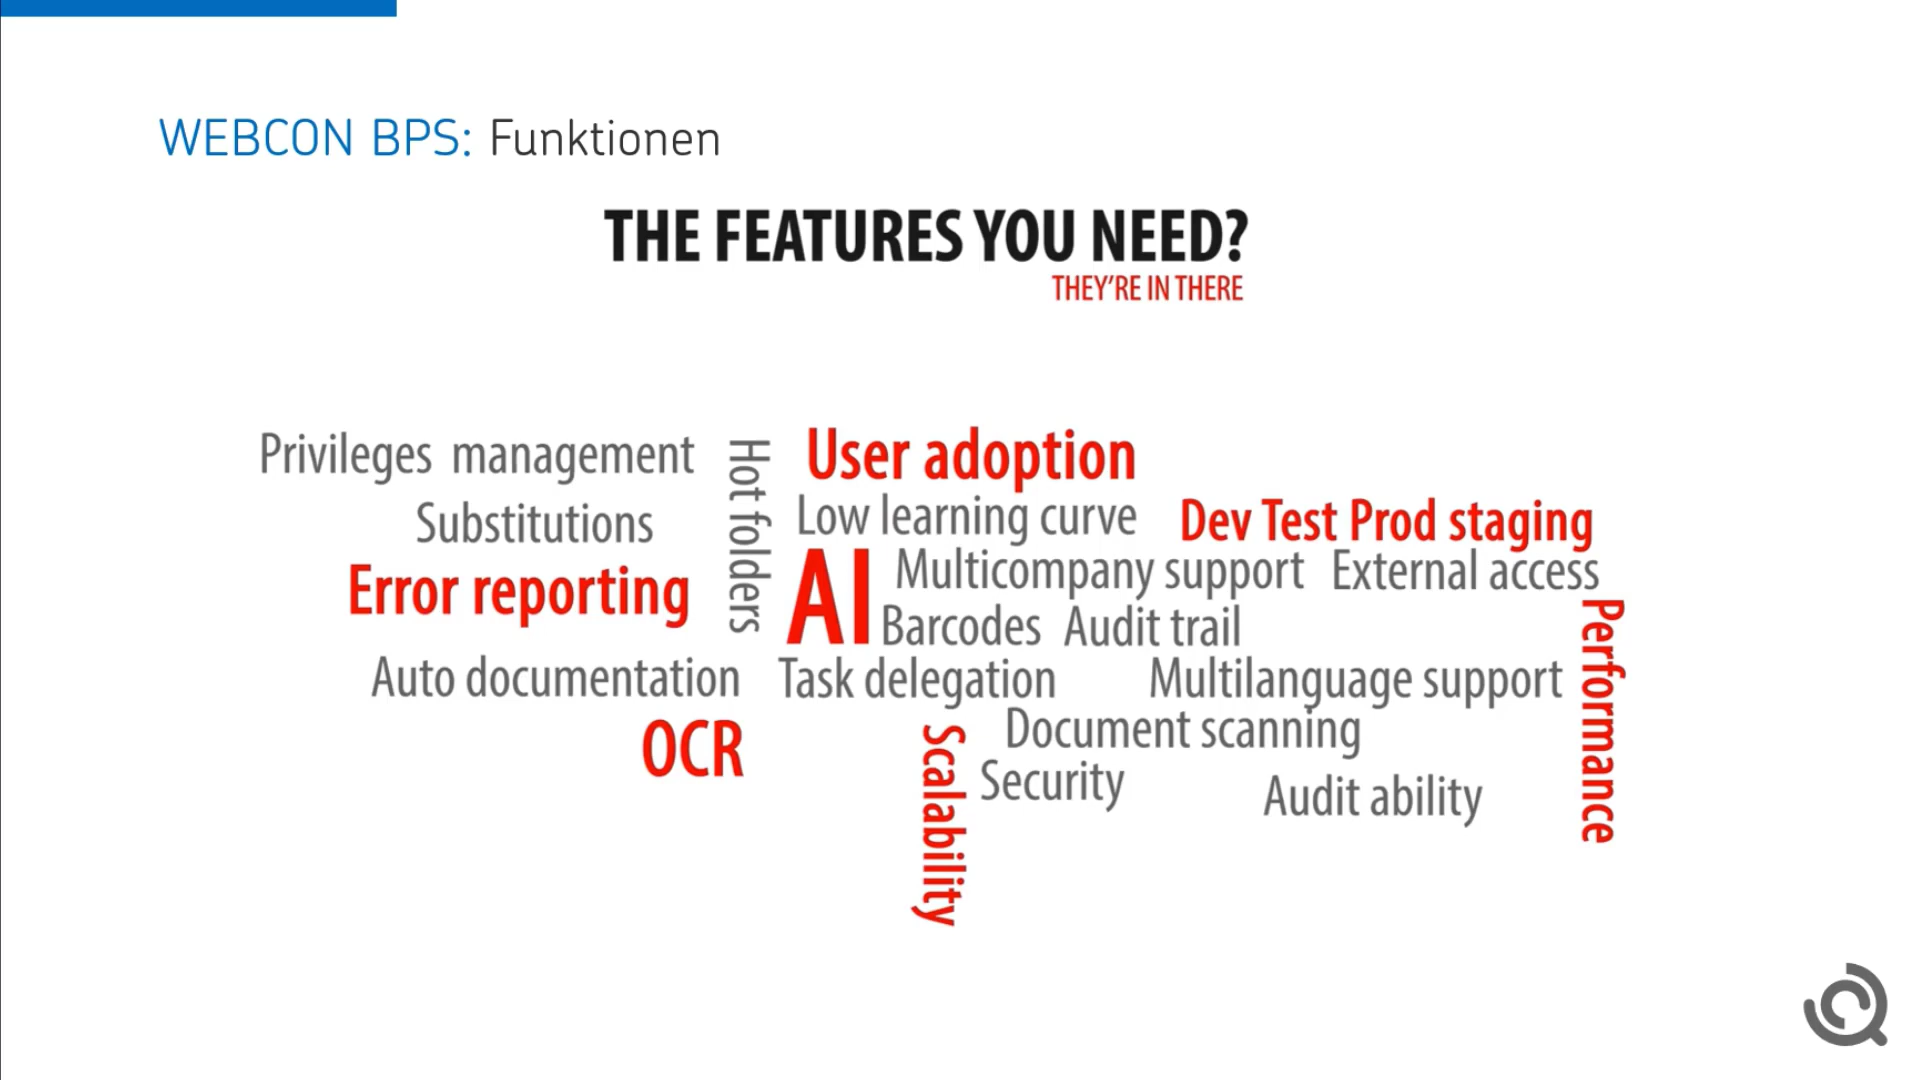 WEBCON BPS: Funktionen
THE FEATURES YOU NEED?
THEY'RE IN THERE
Privileges management
Hot folders
User adoption
Substitutions
Low learning curve
Dev Test Prod staging
Error reporting
AI
Multicompany support
External access
Barcodes
Audit trail
Performance
Auto documentation
Task delegation
Multilanguage support
OCR
Scalability
Document scanning
Security
Audit ability